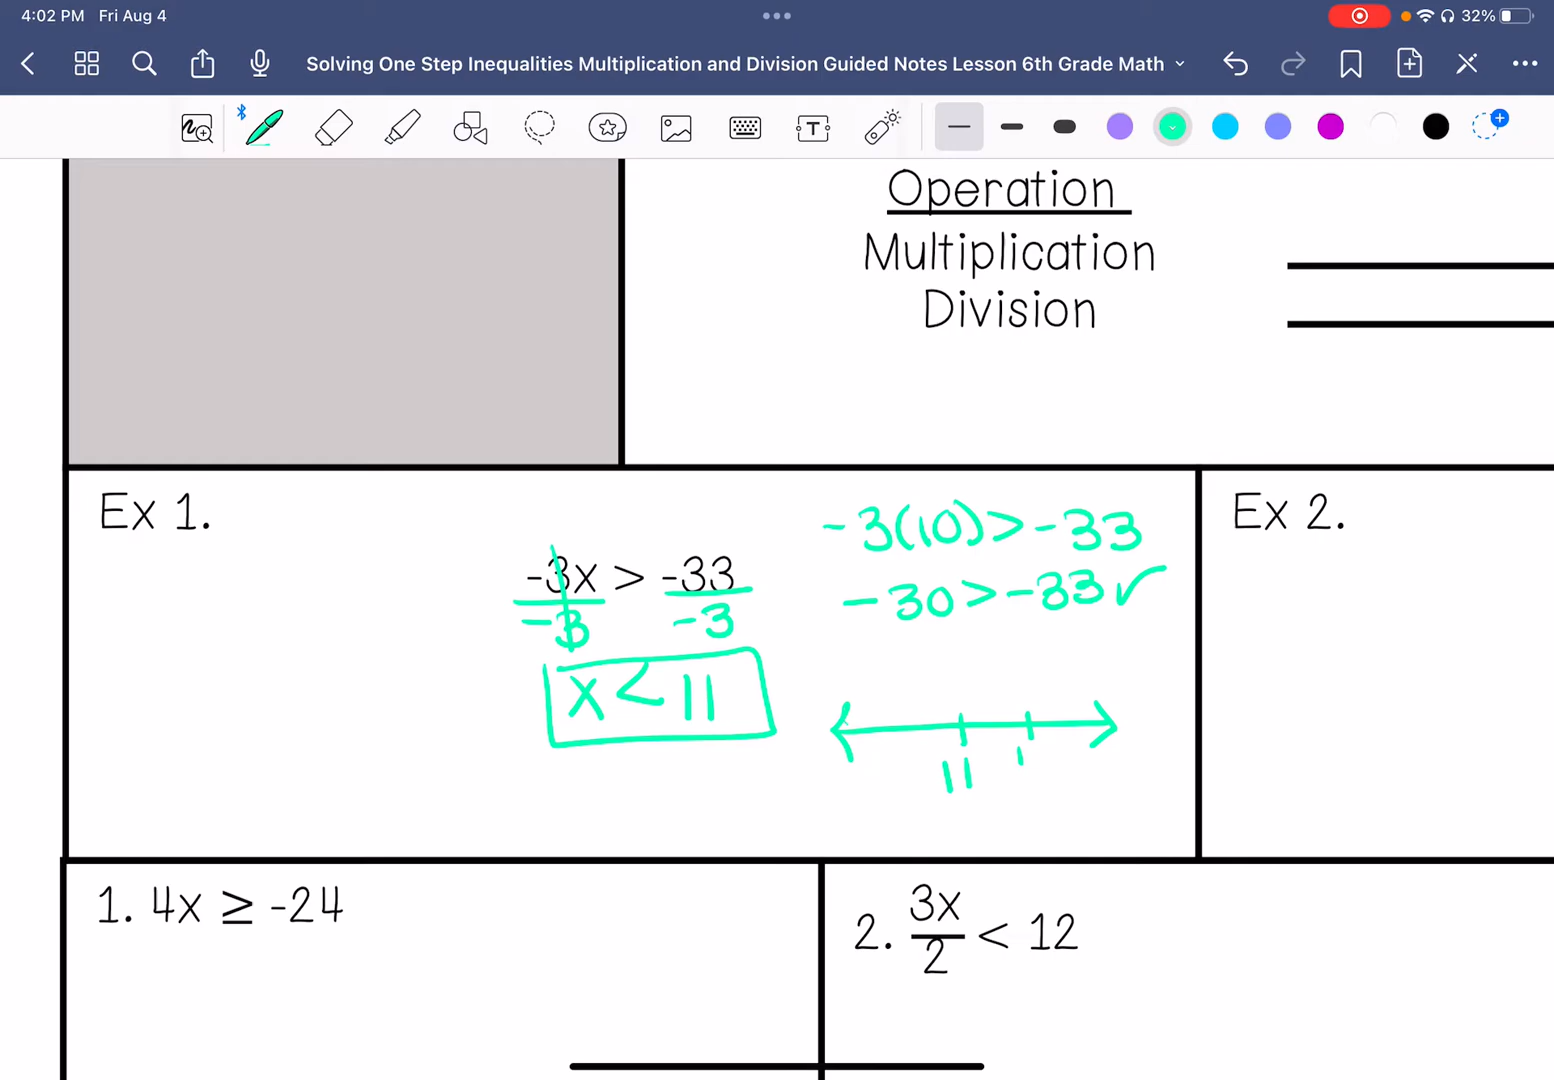 4:02 PM Fri Aug 4
32%
Solving One Step Inequalities Multiplication and Division Guided Notes Lesson 6th Grade Math
Operation
Multiplication
Division
Ex 1.
-3x > -33
-3 -3
x < 11
-3(10) > -33
-30 > -33 ✓
11
Ex 2.
1. 4x ≥ -24
2. 3x/2 < 12